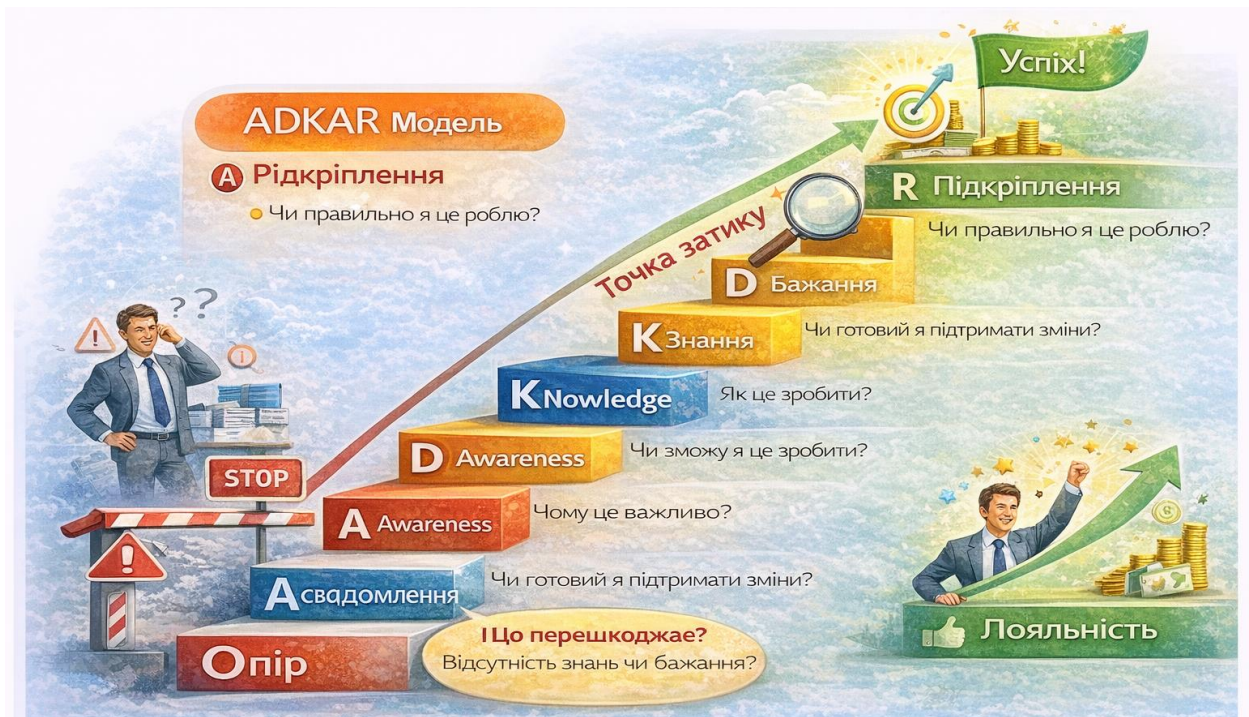 Успіх!
ADKAR Модель
A Рідкріплення
Чи правильно я це роблю?
R Підкріплення
Чи правильно я це роблю?
Точка затику
D Бажання
? ?
!
i
K Знання
Чи готовий я підтримати зміни?
KNowledge
Як це зробити?
D Awareness
Чи зможу я це зробити?
STOP
A Awareness
Чому це важливо?
!
Aсвдомлення
Чи готовий я підтримати зміни?
Лояльність
IЦо перешкоджає?
Відсутність знань чи бажання?
Опір